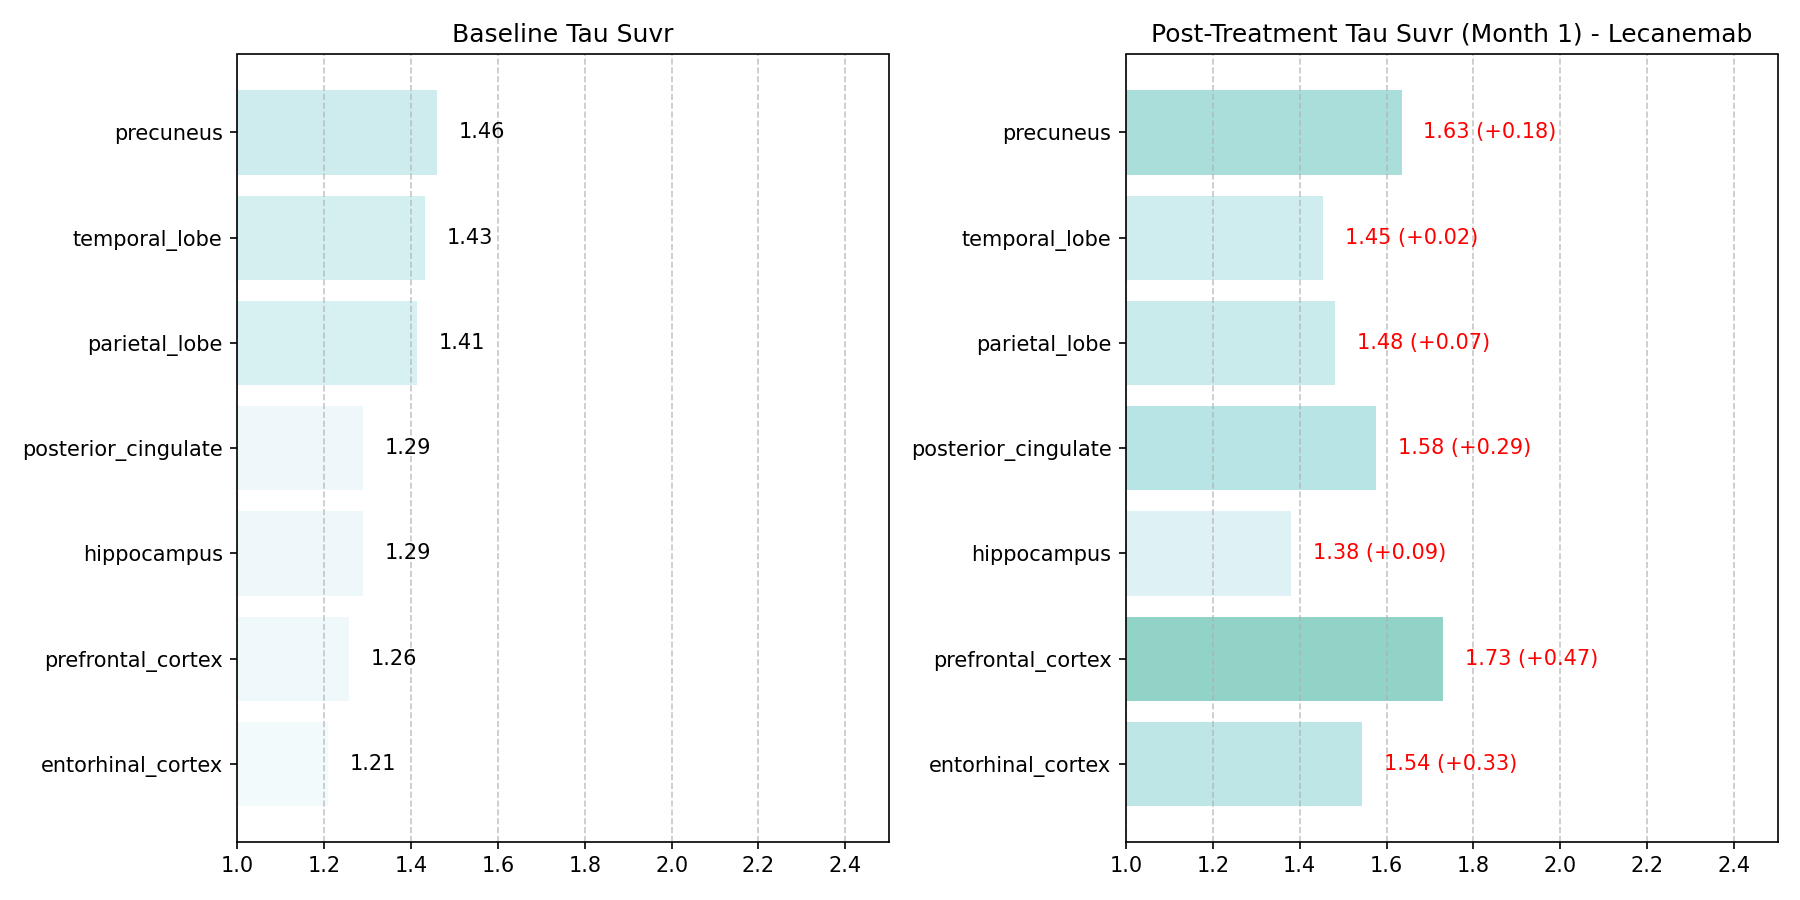 Baseline Tau Suvr
precuneus
1.46
temporal_lobe
1.43
parietal_lobe
1.41
posterior_cingulate
1.29
hippocampus
1.29
prefrontal_cortex
1.26
entorhinal_cortex
1.21
1.0 1.2 1.4 1.6 1.8 2.0 2.2 2.4
Post-Treatment Tau Suvr (Month 1) - Lecanemab
precuneus
1.63 (+0.18)
temporal_lobe
1.45 (+0.02)
parietal_lobe
1.48 (+0.07)
posterior_cingulate
1.58 (+0.29)
hippocampus
1.38 (+0.09)
prefrontal_cortex
1.73 (+0.47)
entorhinal_cortex
1.54 (+0.33)
1.0 1.2 1.4 1.6 1.8 2.0 2.2 2.4